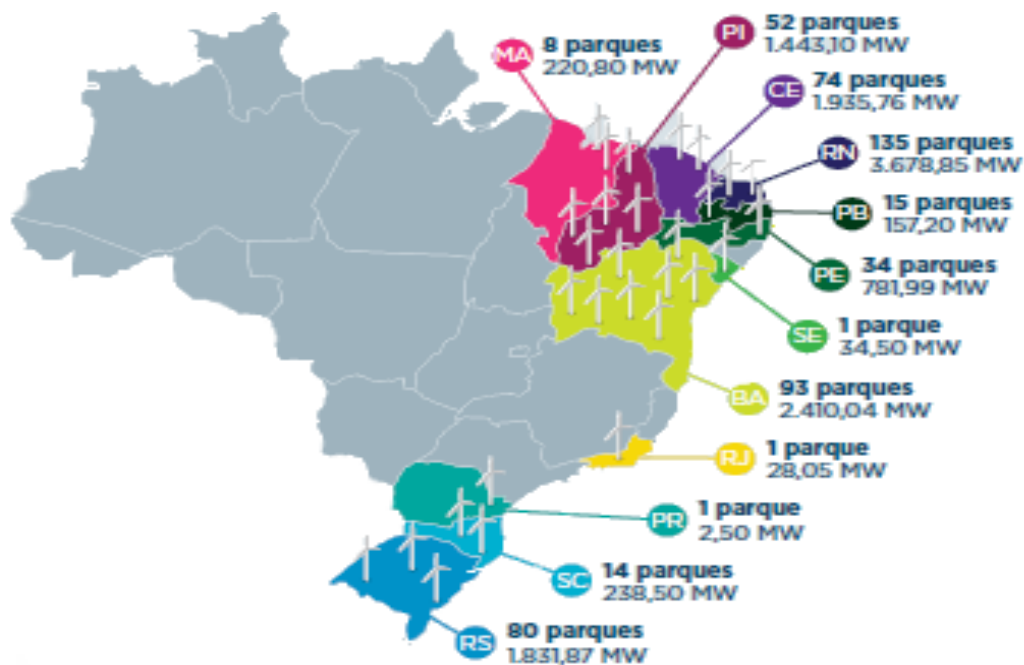 MA
8 parques
220,80 MW
PI
52 parques
1.443,10 MW
CE
74 parques
1.935,76 MW
RN
135 parques
3.678,85 MW
PB
15 parques
157,20 MW
PE
34 parques
781,99 MW
SE
1 parque
34,50 MW
BA
93 parques
2.410,04 MW
RJ
1 parque
28,05 MW
PR
1 parque
2,50 MW
SC
14 parques
238,50 MW
RS
80 parques
1.831,87 MW